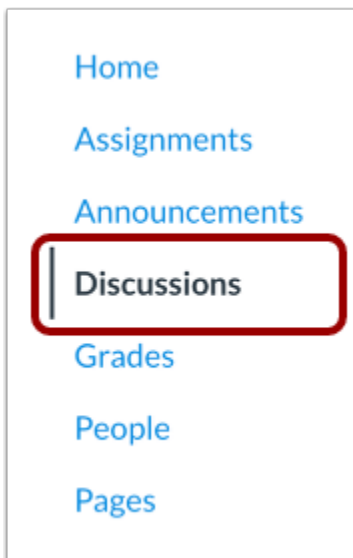 Home
Assignments
Announcements
Discussions
Grades
People
Pages